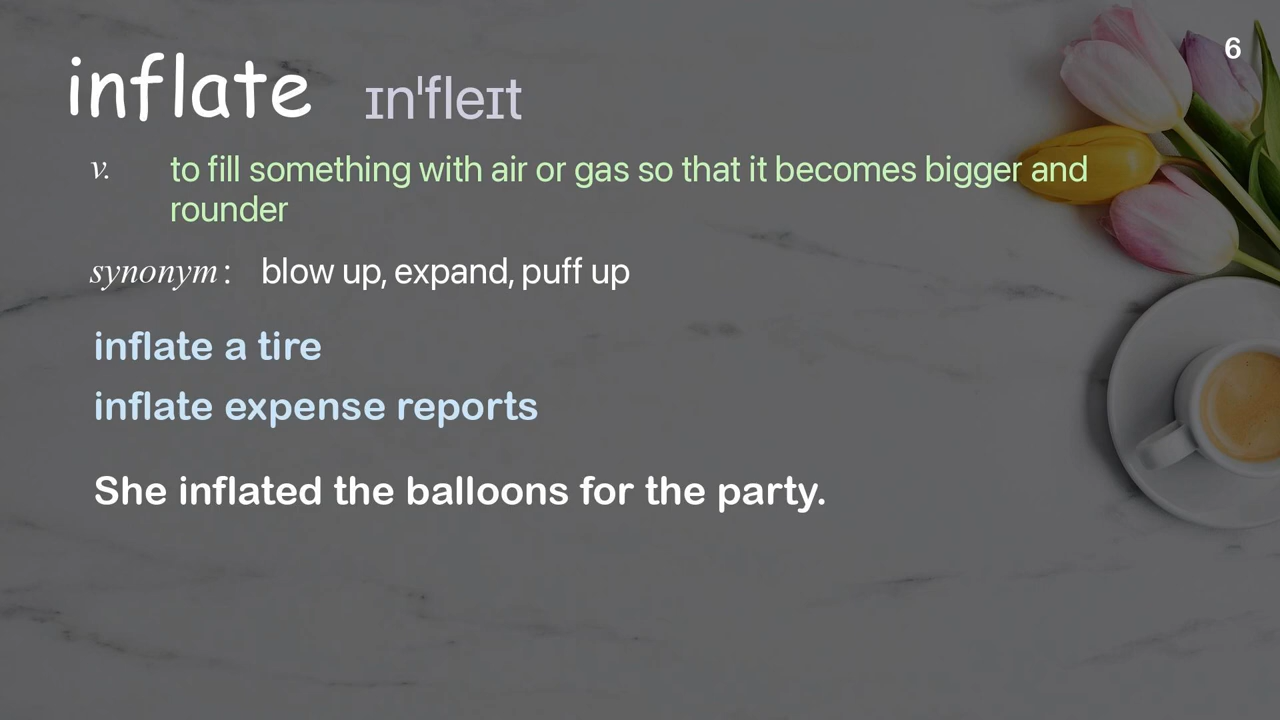 6
inflate ɪnˈfleɪt
v. to fill something with air or gas so that it becomes bigger and
rounder
synonym: blow up, expand, puff up
inflate a tire
inflate expense reports
She inflated the balloons for the party.